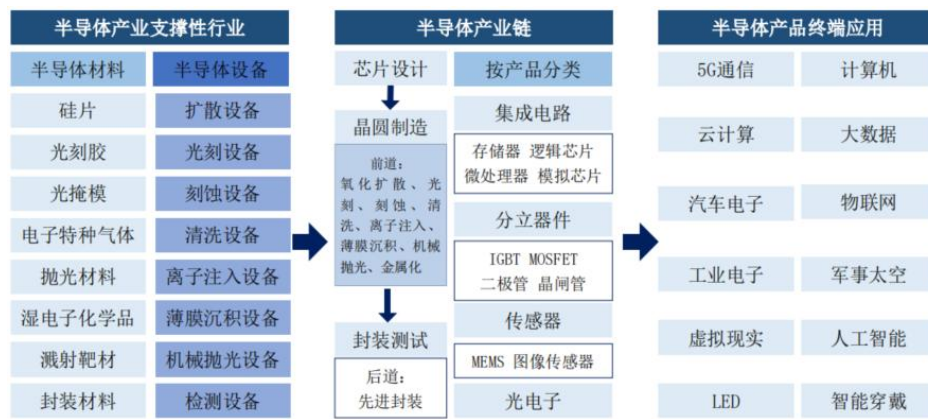 半导体产业支撑性行业
半导体材料 半导体设备
硅片 扩散设备
光刻胶 光刻设备
光掩模 刻蚀设备
电子特种气体 清洗设备
抛光材料 离子注入设备
湿电子化学品 薄膜沉积设备
溅射靶材 机械抛光设备
封装材料 检测设备
半导体产业链
芯片设计
晶圆制造
前道：
氧化扩散、光
刻、刻蚀、清
洗、离子注入、
薄膜沉积、机械
抛光、金属化
封装测试
后道：
先进封装
按产品分类
集成电路
存储器 逻辑芯片
微处理器 模拟芯片
分立器件
IGBT MOSFET
二极管 晶闸管
传感器
MEMS 图像传感器
光电子
半导体产品终端应用
5G通信 计算机
云计算 大数据
汽车电子 物联网
工业电子 军事太空
虚拟现实 人工智能
LED 智能穿戴